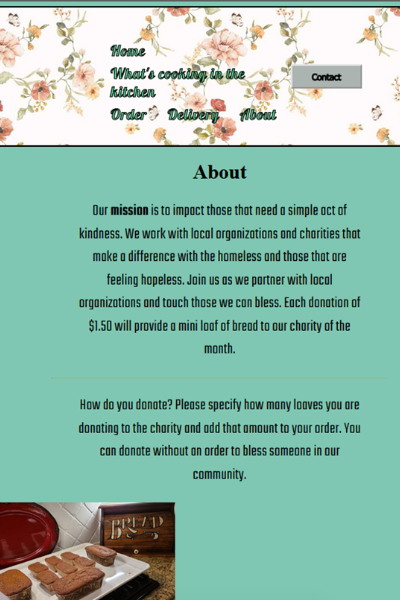 Home
What's cooking in the
kitchen
Order Delivery About
Contact
About
Our mission is to impact those that need a simple act of
kindness. We work with local organizations and charities that
make a difference with the homeless and those that are
feeling hopeless. Join us as we partner with local
organizations and touch those we can bless. Each donation of
$1.50 will provide a mini loaf of bread to our charity of the
month.
How do you donate? Please specify how many loaves you are
donating to the charity and add that amount to your order. You
can donate without an order to bless someone in our
community.
BREAD